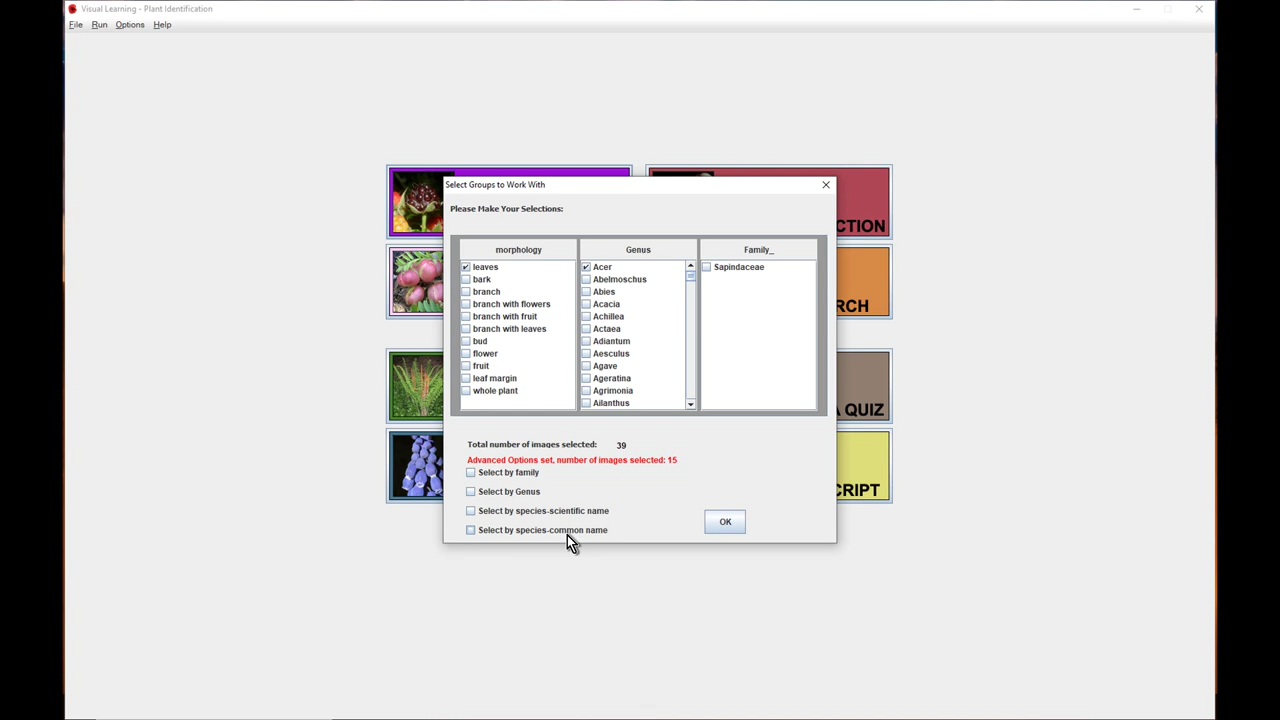 Visual Learning - Plant Identification
File Run Options Help
CTION
RCH
A QUIZ
CRIPT
Select Groups to Work With
Please Make Your Selections:
morphology Genus Family_
leaves Acer Sapindaceae
bark Abelmoschus
branch Abies
branch with flowers Acacia
branch with fruit Achillea
branch with leaves Actaea
bud Adiantum
flower Aesculus
fruit Agave
leaf margin Ageratina
whole plant Agrimonia
Ailanthus
Total number of images selected: 39
Advanced Options set, number of images selected: 15
Select by family
Select by Genus
Select by species-scientific name
Select by species-common name
OK